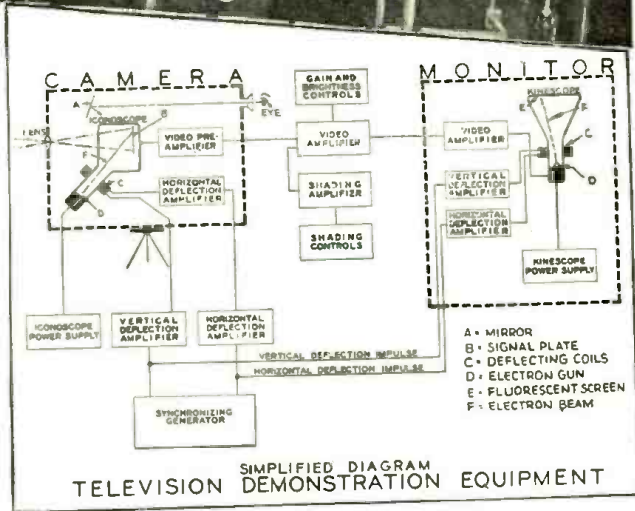 CAMERA
A
B
EYE
LENS
ICONOSCOPE
F
VIDEO PRE-
AMPLIFIER
C
HORIZONTAL
DEFLECTION
AMPLIFIER
D
GAIN AND
BRIGHTNESS
CONTROLS
VIDEO
AMPLIFIER
SHADING
AMPLIFIER
SHADING
CONTROLS
MONITOR
KINESCOPE
E
F
VIDEO
AMPLIFIER
C
VERTICAL
DEFLECTION
AMPLIFIER
D
HORIZONTAL
DEFLECTION
AMPLIFIER
KINESCOPE
POWER SUPPLY
ICONOSCOPE
POWER SUPPLY
VERTICAL
DEFLECTION
AMPLIFIER
HORIZONTAL
DEFLECTION
AMPLIFIER
VERTICAL DEFLECTION IMPULSE
HORIZONTAL DEFLECTION IMPULSE
SYNCHRONIZING
GENERATOR
A = MIRROR
B = SIGNAL PLATE
C = DEFLECTING COILS
D = ELECTRON GUN
E = FLUORESCENT SCREEN
F = ELECTRON BEAM
SIMPLIFIED DIAGRAM
TELEVISION DEMONSTRATION EQUIPMENT